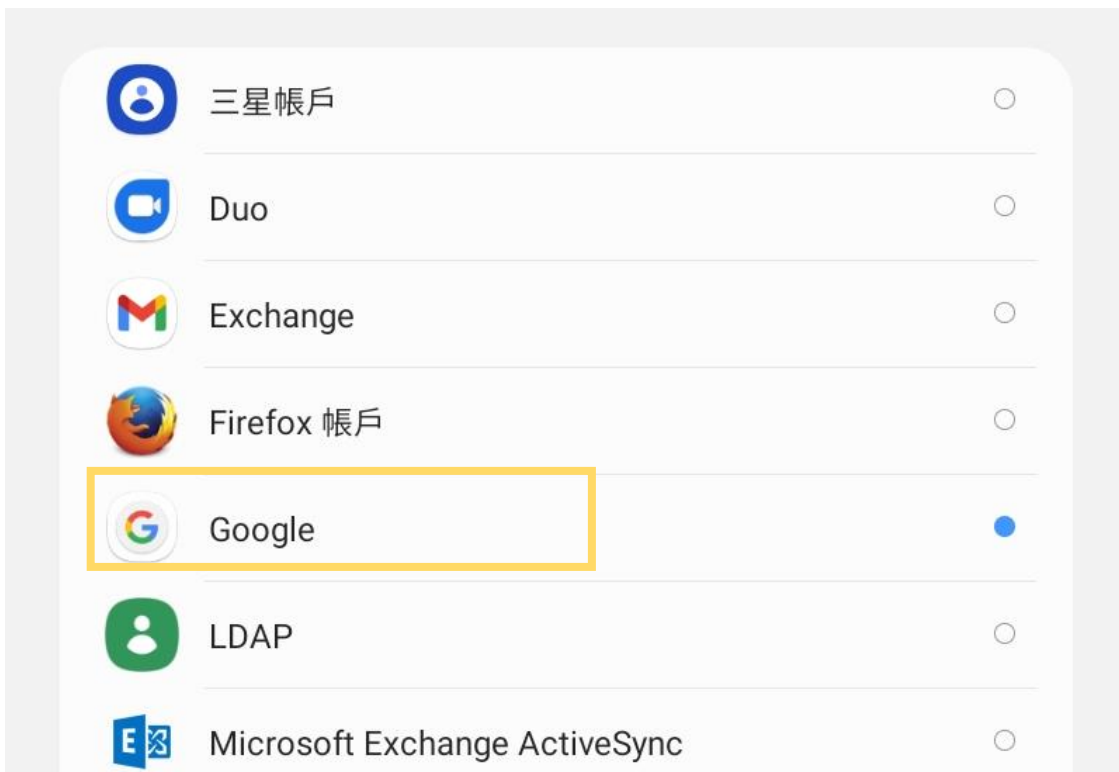 三星帳戶
Duo
Exchange
Firefox 帳戶
Google
LDAP
Microsoft Exchange ActiveSync